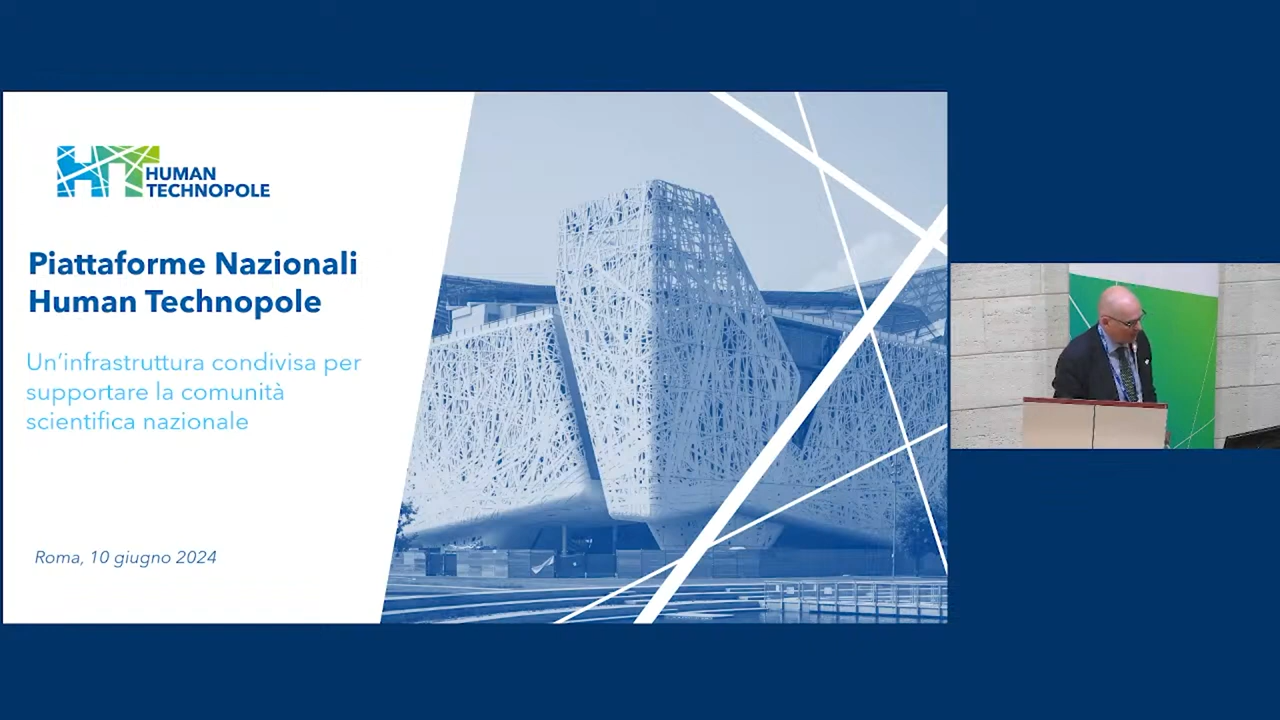 HUMAN
TECHNOPOLE
Piattaforme Nazionali
Human Technopole
Un’infrastruttura condivisa per
supportare la comunità
scientifica nazionale
Roma, 10 giugno 2024